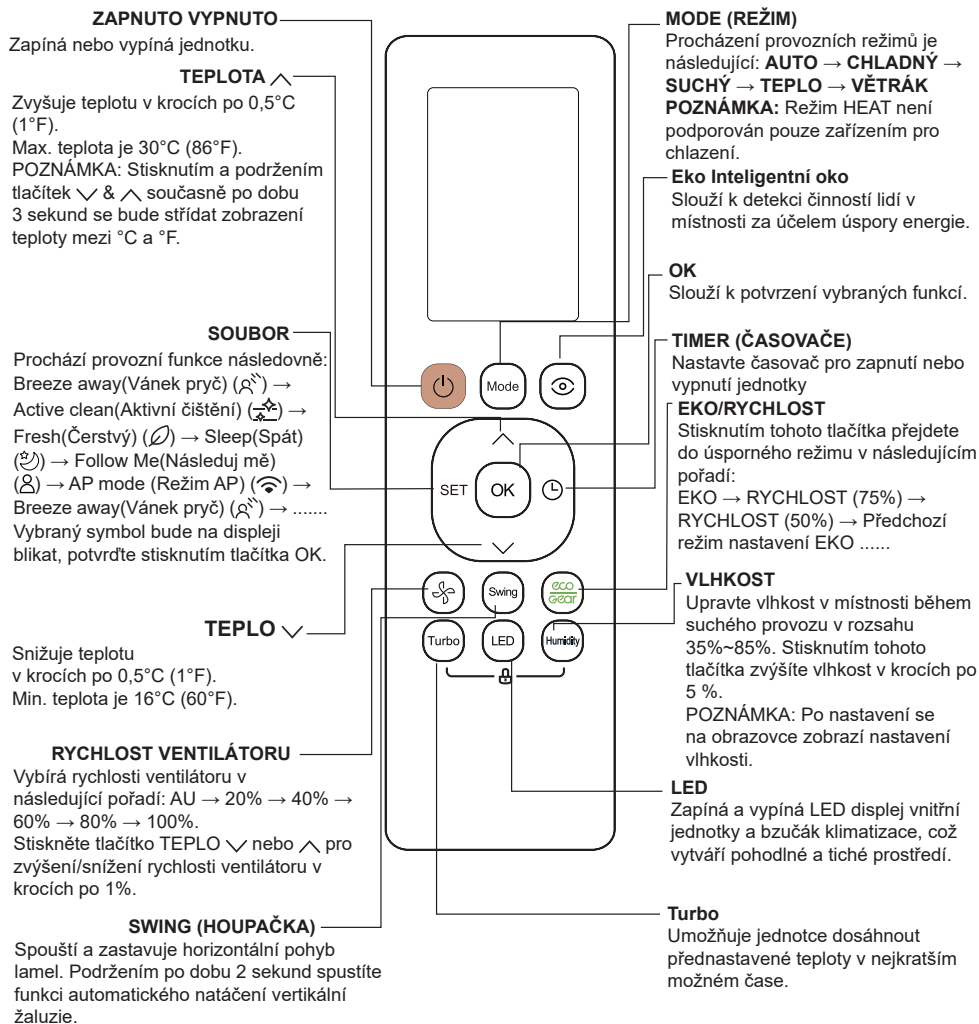 ZAPNUTO VYPNUTO
Zapíná nebo vypíná jednotku.
TEPLOTA
Zvyšuje teplotu v krocích po 0,5°C
(1°F).
Max. teplota je 30°C (86°F).
POZNÁMKA: Stisknutím a podržením
tlačítek & současně po dobu
3 sekund se bude střídat zobrazení
teploty mezi °C a °F.
SOUBOR
Prochází provozní funkce následovně:
Breeze away(Vánek pryč) () →
Active clean(Aktivní čištění) () →
Fresh(Čerstvý) () → Sleep(Spát)
() → Follow Me(Následuj mě)
() → AP mode (Režim AP) () →
Breeze away(Vánek pryč) () → .......
Vybraný symbol bude na displeji
blikat, potvrďte stisknutím tlačítka OK.
TEPLO
Snižuje teplotu
v krocích po 0,5°C (1°F).
Min. teplota je 16°C (60°F).
RYCHLOST VENTILÁTORU
Vybírá rychlosti ventilátoru v
následující pořadí: AU → 20% → 40% →
60% → 80% → 100%.
Stiskněte tlačítko TEPLO nebo pro
zvýšení/snížení rychlosti ventilátoru v
krocích po 1%.
SWING (HOUPAČKA)
Spouští a zastavuje horizontální pohyb
lamel. Podržením po dobu 2 sekund spustíte
funkci automatického natáčení vertikální
žaluzie.
Mode
SET
OK
Swing
eco
Gear
Turbo
LED
Humidity
MODE (REŽIM)
Procházení provozních režimů je
následující: AUTO → CHLADNÝ →
SUCHÝ → TEPLO → VĚTRÁK
POZNÁMKA: Režim HEAT není
podporován pouze zařízením pro
chlazení.
Eko Inteligentní oko
Slouží k detekci činností lidí v
místnosti za účelem úspory energie.
OK
Slouží k potvrzení vybraných funkcí.
TIMER (ČASOVAČE)
Nastavte časovač pro zapnutí nebo
vypnutí jednotky
EKO/RYCHLOST
Stisknutím tohoto tlačítka přejdete
do úsporného režimu v následujícím
pořadí:
EKO → RYCHLOST (75%) →
RYCHLOST (50%) → Předchozí
režim nastavení EKO ......
VLHKOST
Upravte vlhkost v místnosti během
suchého provozu v rozsahu
35%~85%. Stisknutím tohoto
tlačítka zvýšíte vlhkost v krocích po
5 %.
POZNÁMKA: Po nastavení se
na obrazovce zobrazí nastavení
vlhkosti.
LED
Zapíná a vypíná LED displej vnitřní
jednotky a bzučák klimatizace, což
vytváří pohodlné a tiché prostředí.
Turbo
Umožňuje jednotce dosáhnout
přednastavené teploty v nejkratším
možném čase.